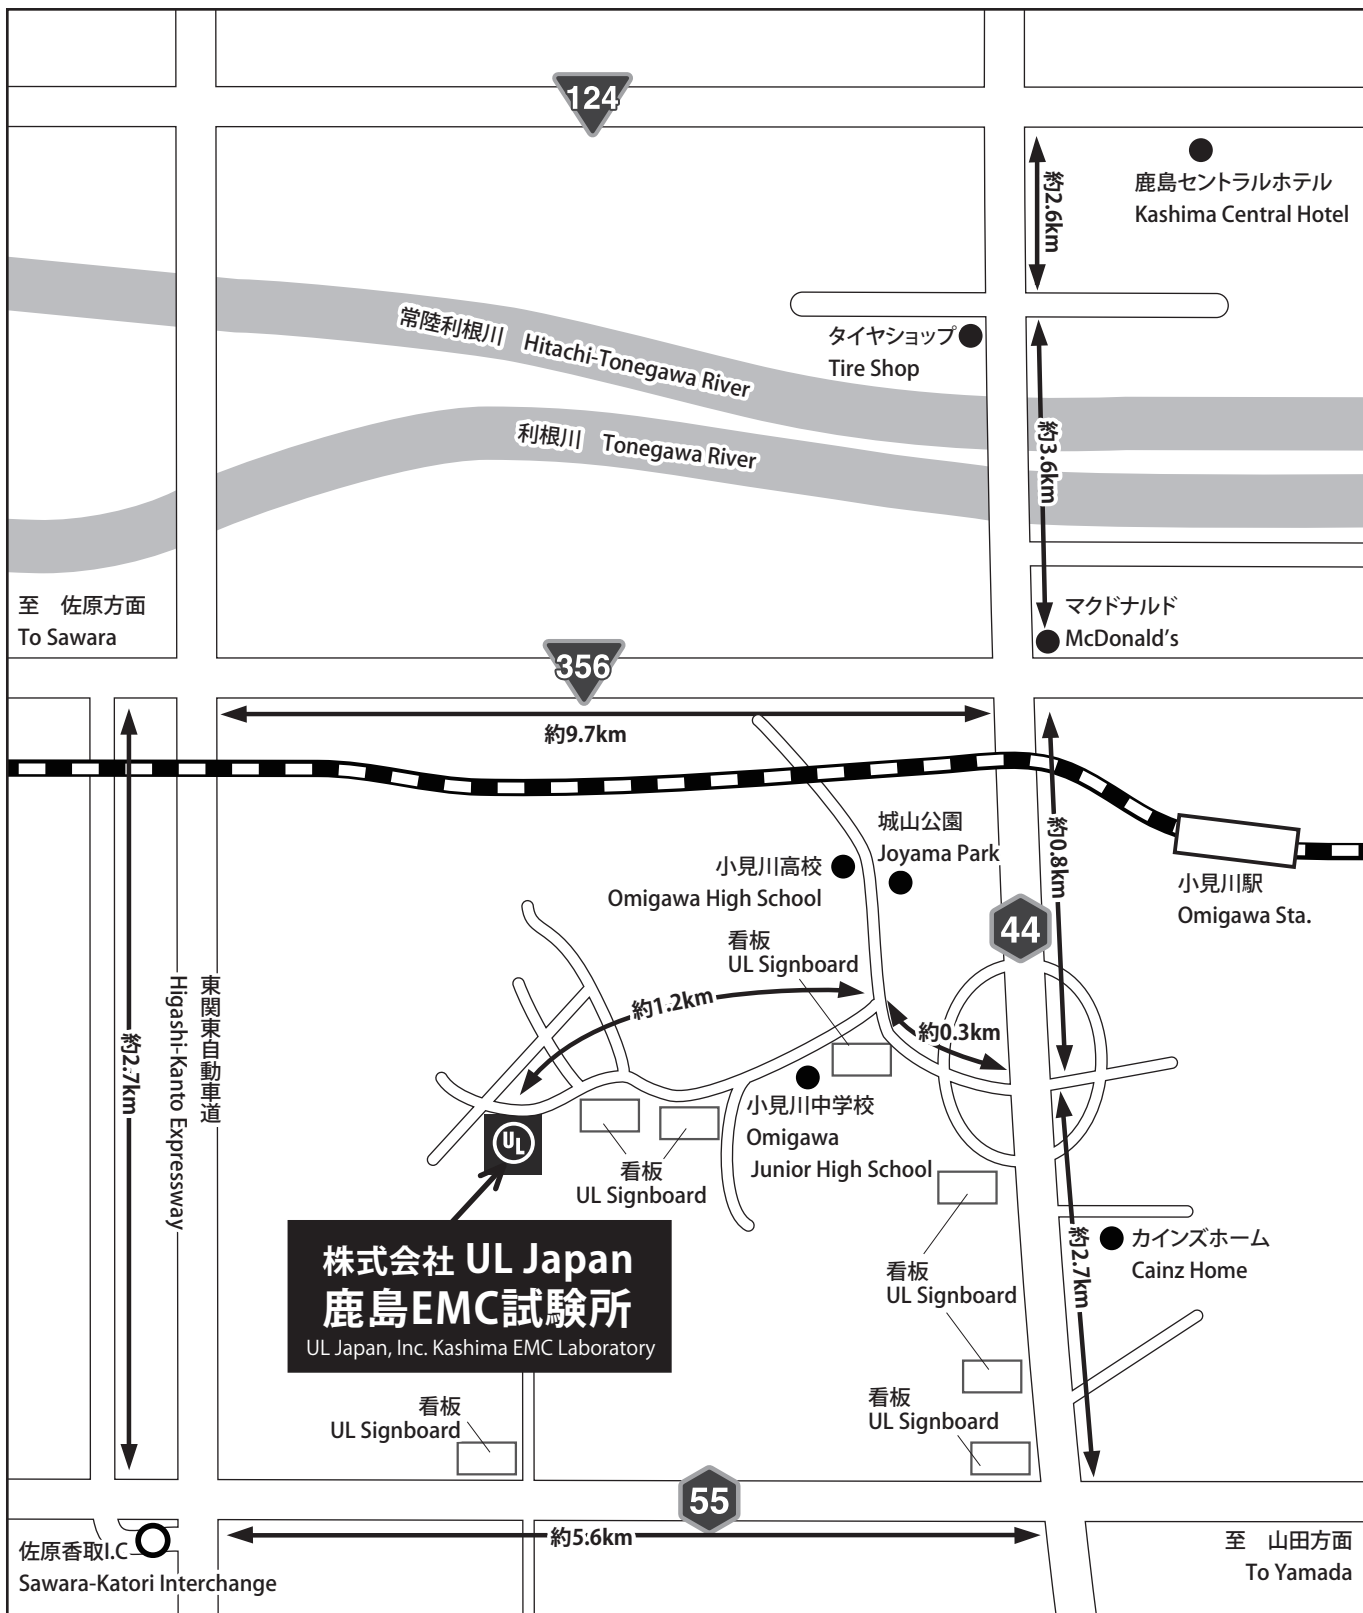 124
鹿島セントラルホテル
Kashima Central Hotel
約2.6km
常陸利根川 Hitachi-Tonegawa River
タイヤショップ
Tire Shop
利根川 Tonegawa River
約3.6km
至 佐原方面
To Sawara
マクドナルド
McDonald's
356
約9.7km
城山公園
Joyama Park
小見川高校
Omigawa High School
約0.8km
小見川駅
Omigawa Sta.
44
看板
UL Signboard
約1.2km
約0.3km
東関東自動車道
Higashi-Kanto Expressway
約2.7km
小見川中学校
Omigawa
Junior High School
UL
看板
UL Signboard
株式会社 UL Japan
鹿島EMC試験所
UL Japan, Inc. Kashima EMC Laboratory
カインズホーム
Cainz Home
約2.7km
看板
UL Signboard
看板
UL Signboard
看板
UL Signboard
55
約5.6km
佐原香取I.C
Sawara-Katori Interchange
至 山田方面
To Yamada